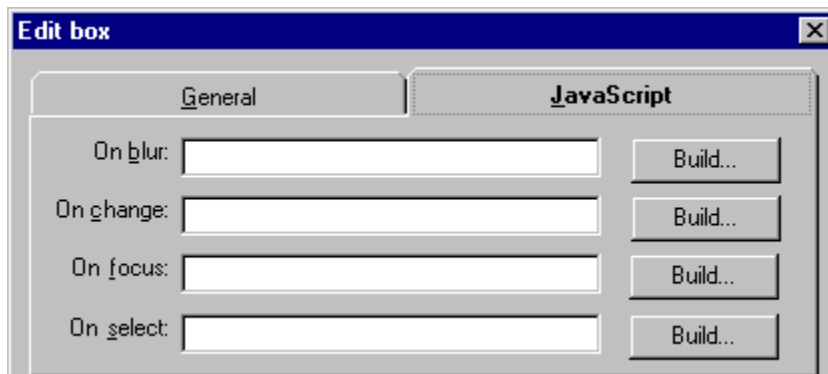 Edit box
General JavaScript
On blur: Build...
On change: Build...
On focus: Build...
On select: Build...